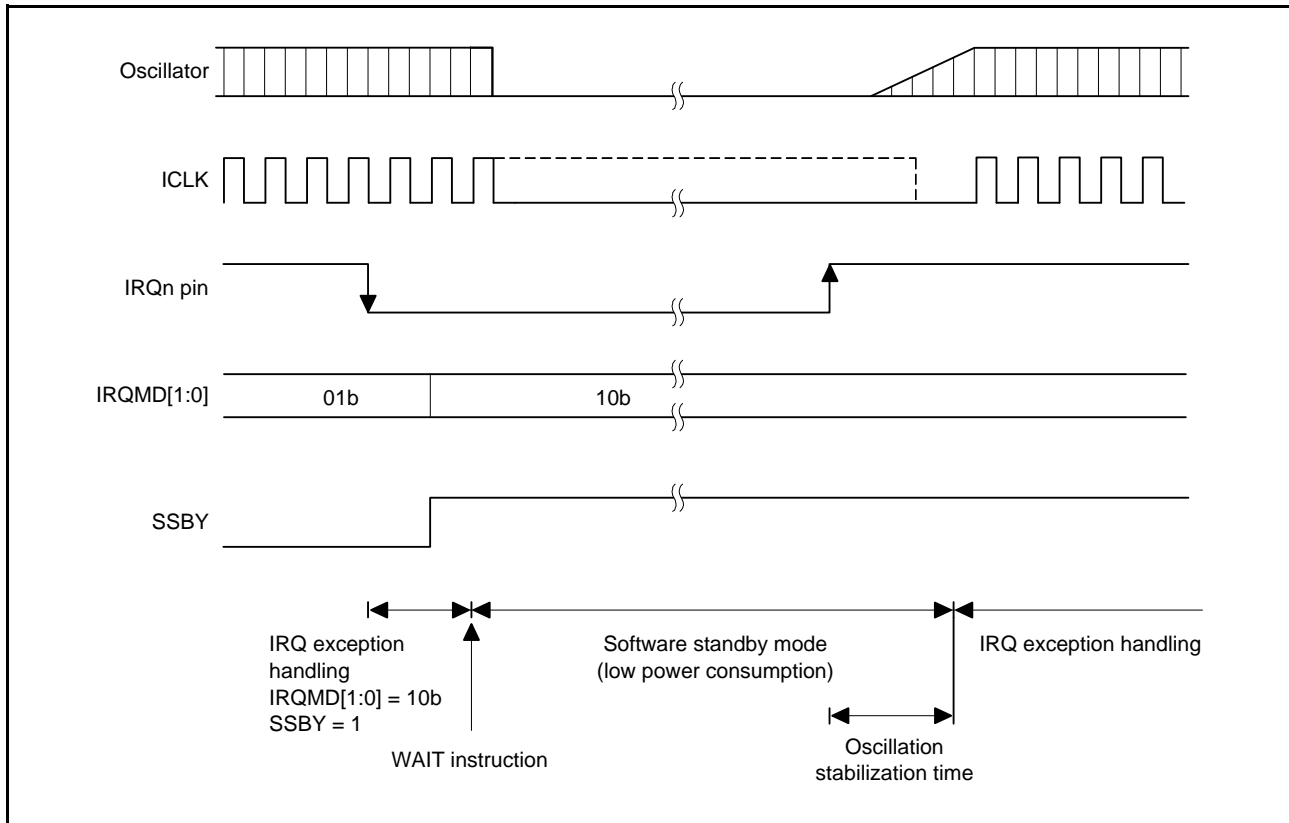 Oscillator
ICLK
IRQn pin
IRQMD[1:0]
01b
10b
SSBY
IRQ exception
handling
IRQMD[1:0] = 10b
SSBY = 1
WAIT instruction
Software standby mode
(low power consumption)
Oscillation
stabilization time
IRQ exception handling